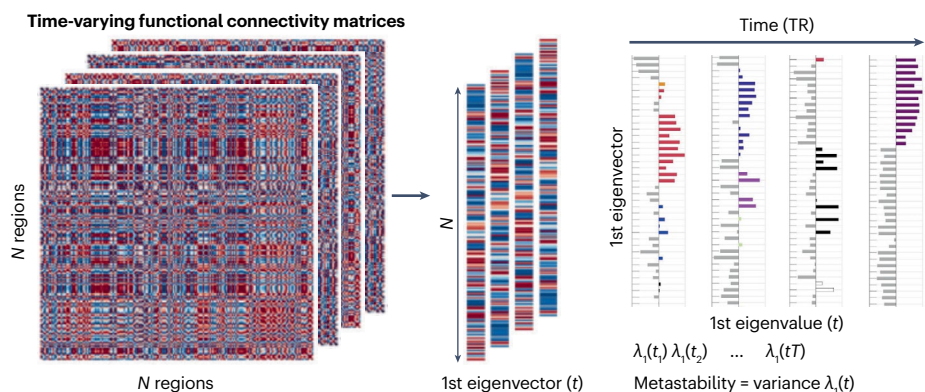 Time-varying functional connectivity matrices
N regions
N regions
N
1st eigenvector (t)
Time (TR)
1st eigenvector
1st eigenvalue (t)
λ₁(t₁) λ₁(t₂) ... λ₁(tT)
Metastability = variance λ₁(t)